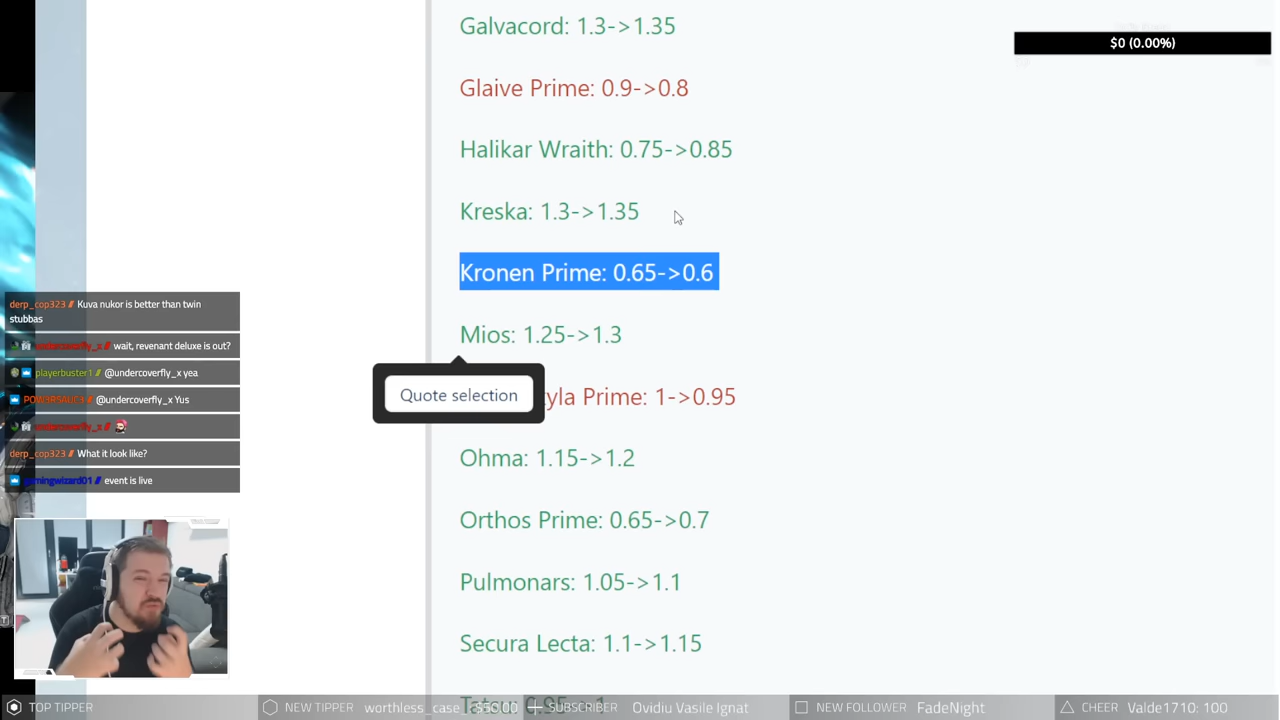 Galvacord: 1.3->1.35
$0 (0.00%)
Glaive Prime: 0.9->0.8
Halikar Wraith: 0.75->0.85
Kreska: 1.3->1.35
Kronen Prime: 0.65->0.6
Mios: 1.25->1.3
Quote selection
yla Prime: 1->0.95
Ohma: 1.15->1.2
Orthos Prime: 0.65->0.7
Pulmonars: 1.05->1.1
Secura Lecta: 1.1->1.15
derp_cop323 // Kuva nukor is better than twin
stubbas
undercoverfly_x // wait, revenant deluxe is out?
playerbuster1 // @undercoverfly_x yea
@undercoverfly_x Yus
undercoverfly_x //
derp_cop323 // What it look like?
gamingwizard01 // event is live
T
TOP TIPPER
NEW TIPPER worthless_case $50.00
SUBSCRIBER Ovidiu Vasile Ignat
NEW FOLLOWER FadeNight
CHEER Valde1710: 100